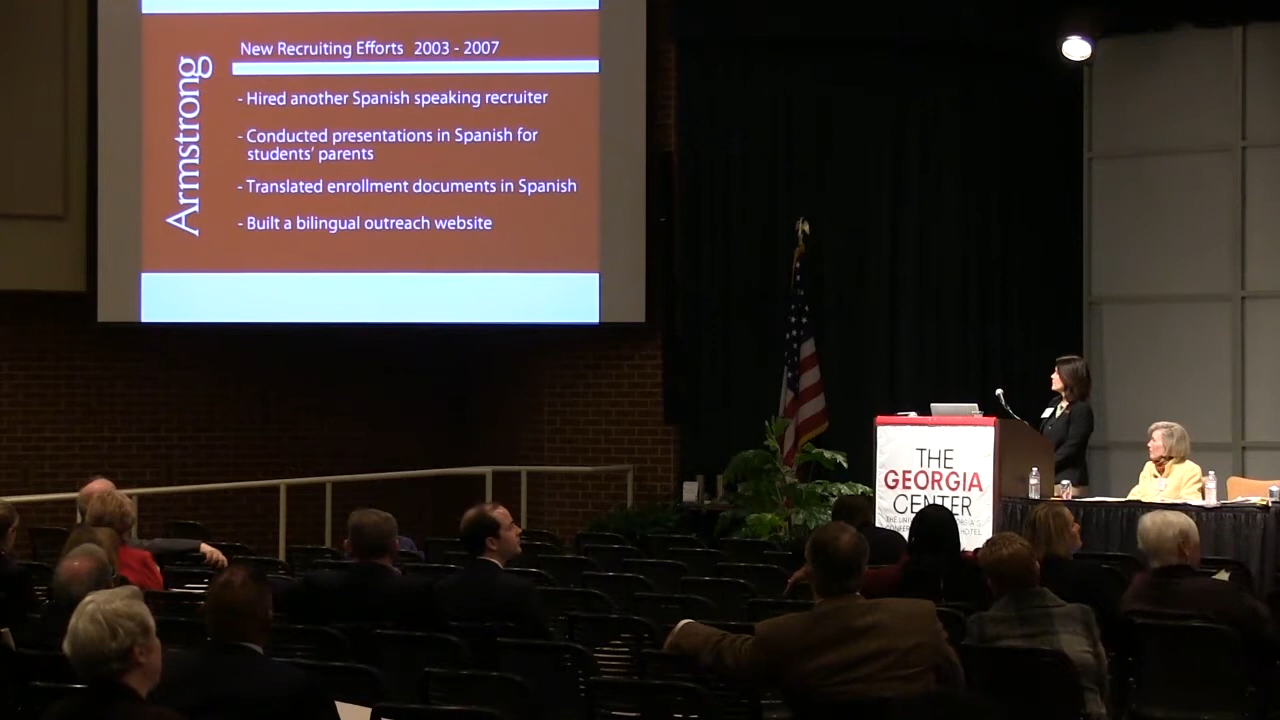 Armstrong
New Recruiting Efforts 2003 - 2007
- Hired another Spanish speaking recruiter
- Conducted presentations in Spanish for
students' parents
- Translated enrollment documents in Spanish
- Built a bilingual outreach website
THE
GEORGIA
CENTER
HOTEL